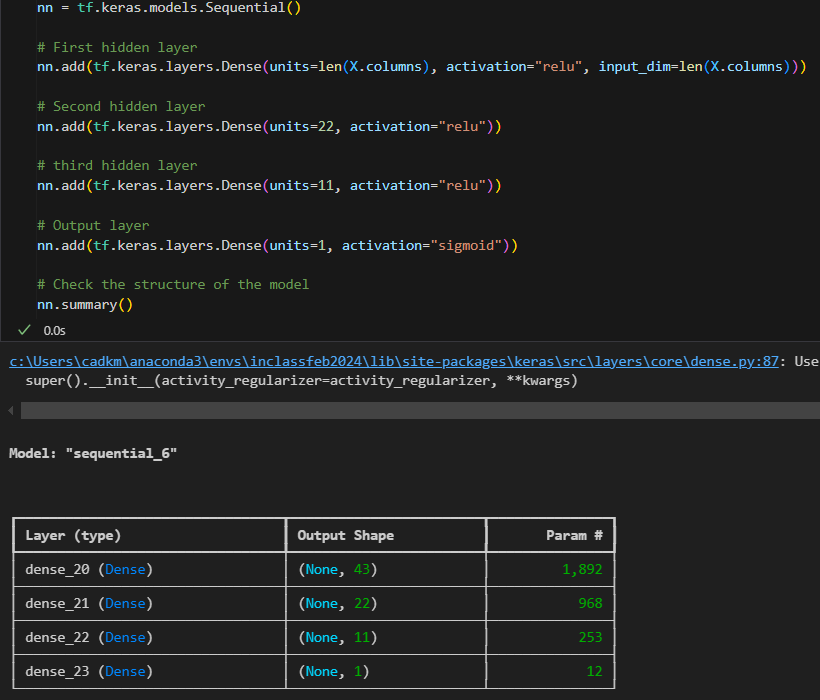 nn = tf.keras.models.Sequential()
# First hidden layer
nn.add(tf.keras.layers.Dense(units=len(X.columns), activation="relu", input_dim=len(X.columns)))
# Second hidden layer
nn.add(tf.keras.layers.Dense(units=22, activation="relu"))
# third hidden layer
nn.add(tf.keras.layers.Dense(units=11, activation="relu"))
# Output layer
nn.add(tf.keras.layers.Dense(units=1, activation="sigmoid"))
# Check the structure of the model
nn.summary()
0.0s
c:\Users\cadkm\anaconda3\envs\inclassfeb2024\lib\site-packages\keras\src\layers\core\dense.py:87: Use
super().__init__(activity_regularizer=activity_regularizer, **kwargs)
Model: "sequential_6"
Layer (type) Output Shape Param #
dense_20 (Dense) (None, 43) 1,892
dense_21 (Dense) (None, 22) 968
dense_22 (Dense) (None, 11) 253
dense_23 (Dense) (None, 1) 12